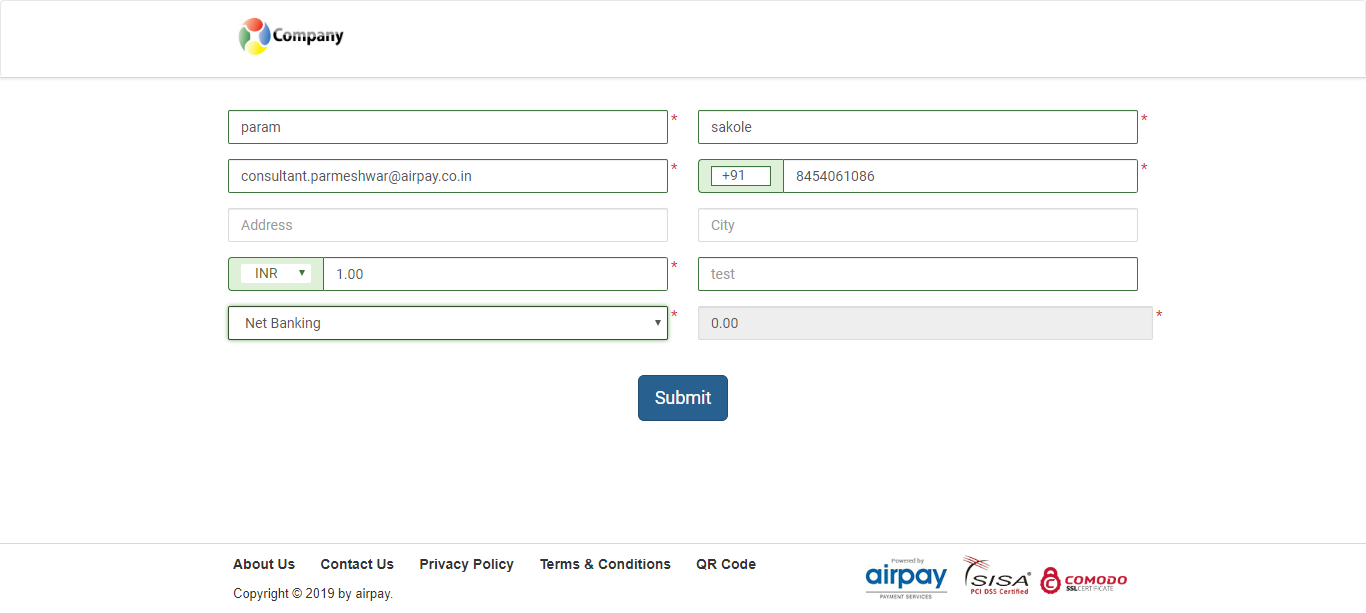 Company
param *
sakole *
consultant.parmeshwar@airpay.co.in *
+91 8454061086 *
Address
City
INR ▼ 1.00 *
test
Net Banking ▼ *
0.00 *
Submit
About Us Contact Us Privacy Policy Terms & Conditions QR Code
Copyright © 2019 by airpay.
Powered by
airpay
PAYMENT SERVICES
SISA
PCI DSS Certified
COMODO
SSL CERTIFICATE